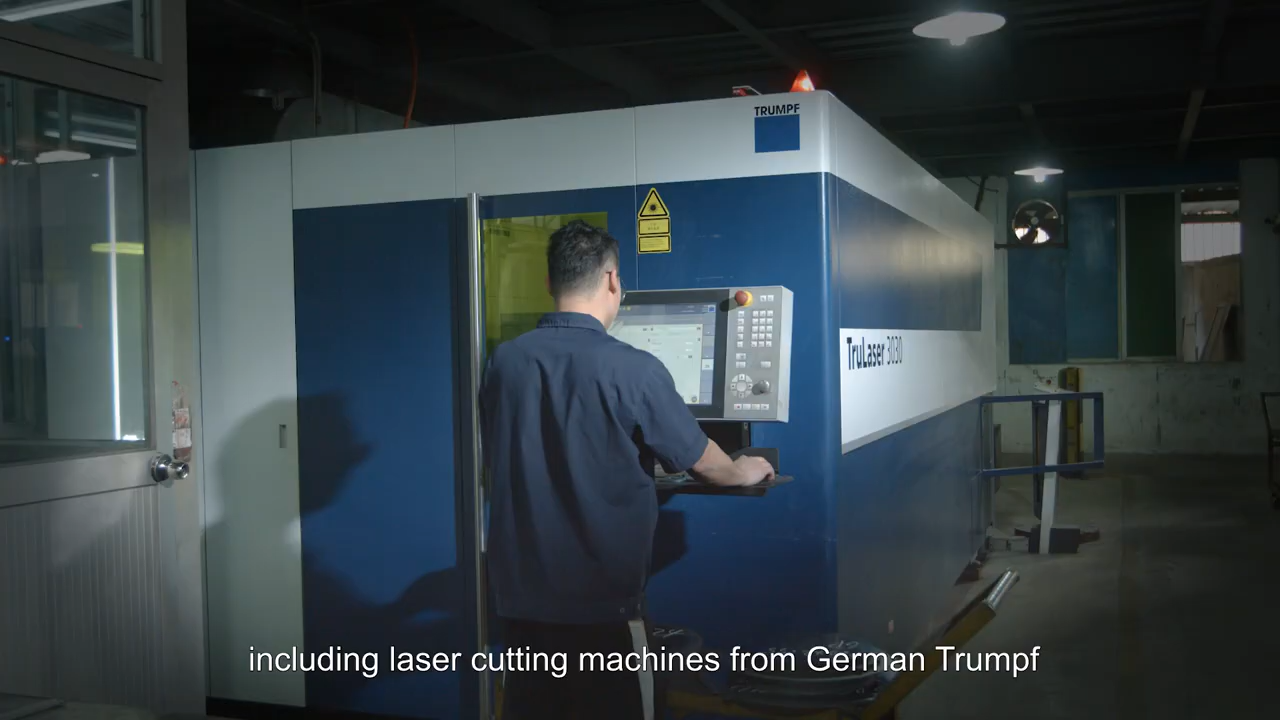 TRUMPF
TruLaser 3030
including laser cutting machines from German Trumpf